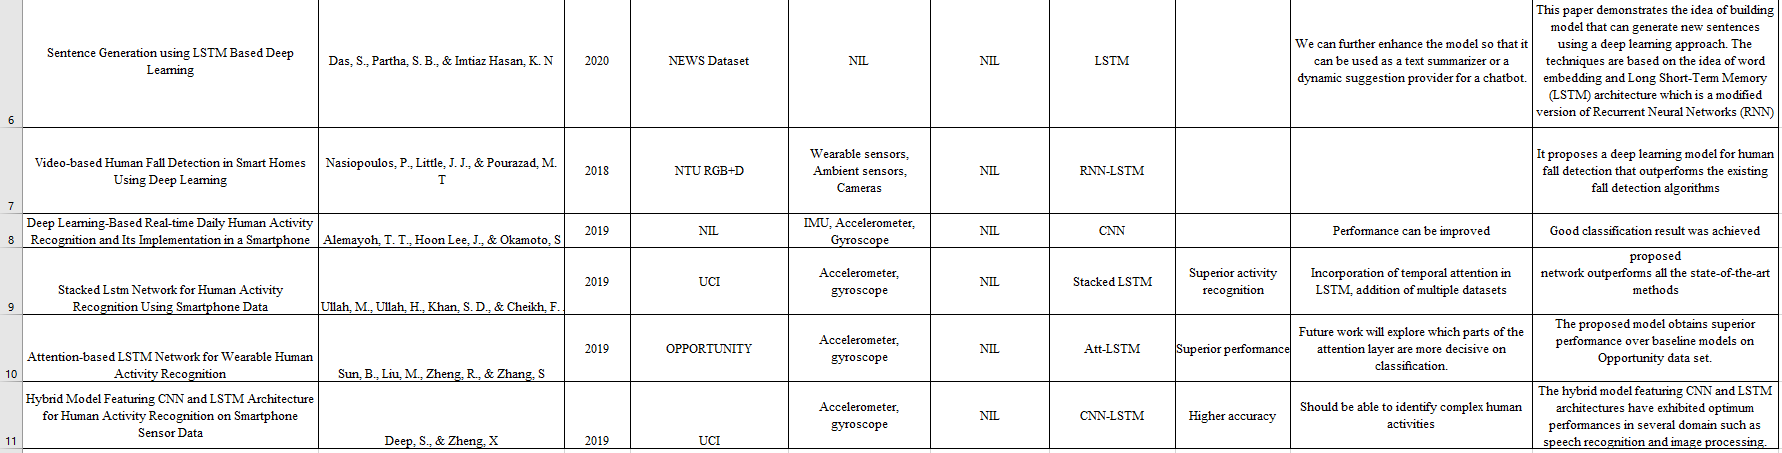 6
Sentence Generation using LSTM Based Deep
Learning
Das, S., Partha, S. B., & Imtiaz Hasan, K. N
2020
NEWS Dataset
NIL
NIL
LSTM
We can further enhance the model so that it
can be used as a text summarizer or a
dynamic suggestion provider for a chatbot.
This paper demonstrates the idea of building
model that can generate new sentences
using a deep learning approach. The
techniques are based on the idea of word
embedding and Long Short-Term Memory
(LSTM) architecture which is a modified
version of Recurrent Neural Networks (RNN)
7
Video-based Human Fall Detection in Smart Homes
Using Deep Learning
Nasiopoulos, P., Little, J. J., & Pourazad, M.
T
2018
NTU RGB+D
Wearable sensors,
Ambient sensors,
Cameras
NIL
RNN-LSTM
It proposes a deep learning model for human
fall detection that outperforms the existing
fall detection algorithms
8
Deep Learning-Based Real-time Daily Human Activity
Recognition and Its Implementation in a Smartphone
Alemayoh, T. T., Hoon Lee, J., & Okamoto, S
2019
NIL
IMU, Accelerometer,
Gyroscope
NIL
CNN
Performance can be improved
Good classification result was achieved
9
Stacked Lstm Network for Human Activity
Recognition Using Smartphone Data
Ullah, M., Ullah, H., Khan, S. D., & Cheikh, F.
2019
UCI
Accelerometer,
gyroscope
NIL
Stacked LSTM
Superior activity
recognition
Incorporation of temporal attention in
LSTM, addition of multiple datasets
proposed
network outperforms all the state-of-the-art
methods
10
Attention-based LSTM Network for Wearable Human
Activity Recognition
Sun, B., Liu, M., Zheng, R., & Zhang, S
2019
OPPORTUNITY
Accelerometer,
gyroscope
NIL
Att-LSTM
Superior performance
Future work will explore which parts of the
attention layer are more decisive on
classification.
The proposed model obtains superior
performance over baseline models on
Opportunity data set.
11
Hybrid Model Featuring CNN and LSTM Architecture
for Human Activity Recognition on Smartphone
Sensor Data
Deep, S., & Zheng, X
2019
UCI
Accelerometer,
gyroscope
NIL
CNN-LSTM
Higher accuracy
Should be able to identify complex human
activities
The hybrid model featuring CNN and LSTM
architectures have exhibited optimum
performances in several domain such as
speech recognition and image processing.